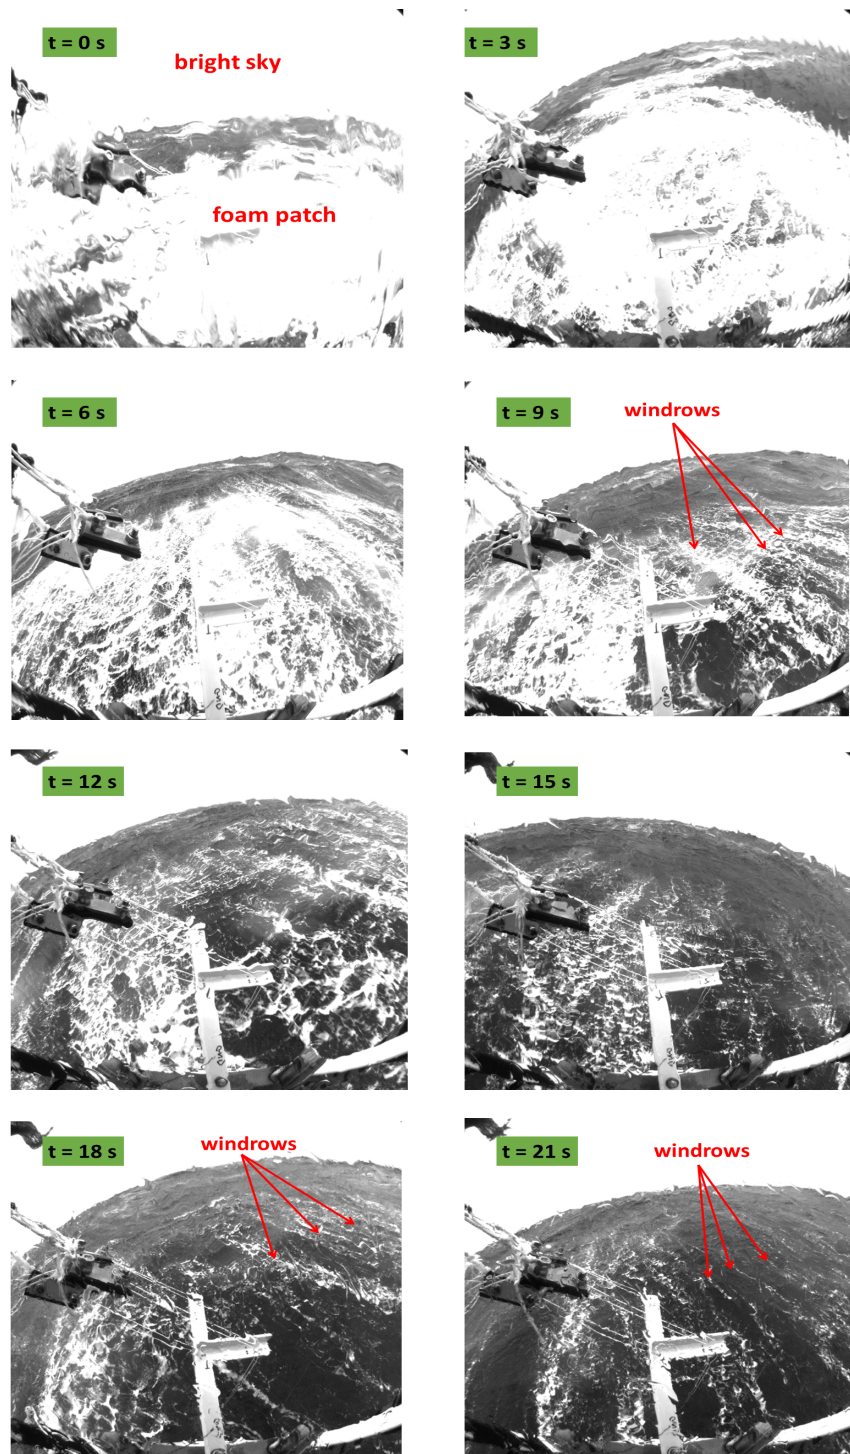 t = 0 s
bright sky
foam patch
t = 3 s
t = 6 s
t = 9 s
windrows
t = 12 s
t = 15 s
t = 18 s
windrows
t = 21 s
windrows